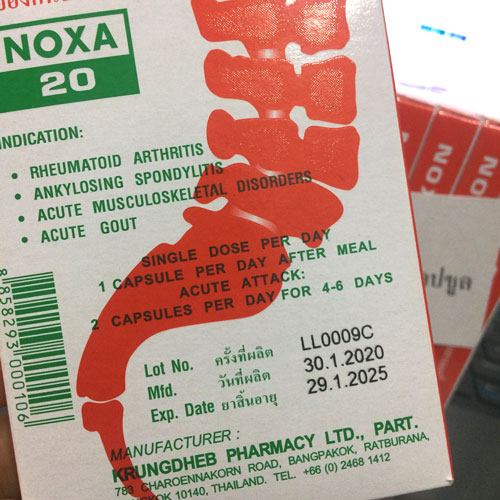 NOXA
20
INDICATION:
• RHEUMATOID ARTHRITIS
• ANKYLOSING SPONDYLITIS
• ACUTE MUSCULOSKELETAL DISORDERS
• ACUTE GOUT
SINGLE DOSE PER DAY
1 CAPSULE PER DAY AFTER MEAL
ACUTE ATTACK:
2 CAPSULES PER DAY FOR 4-6 DAYS
Lot No. ครั้งที่ผลิต LL0009C
Mfd. วันที่ผลิต 30.1.2020
Exp. Date ยาสิ้นอายุ 29.1.2025
MANUFACTURER :
KRUNGDHEB PHARMACY LTD., PART.
783 CHAROENNAKORN ROAD, BANGPAKOK, RATBURANA,
10140, THAILAND. TEL. +66 (0) 2468 1412
8858293000106